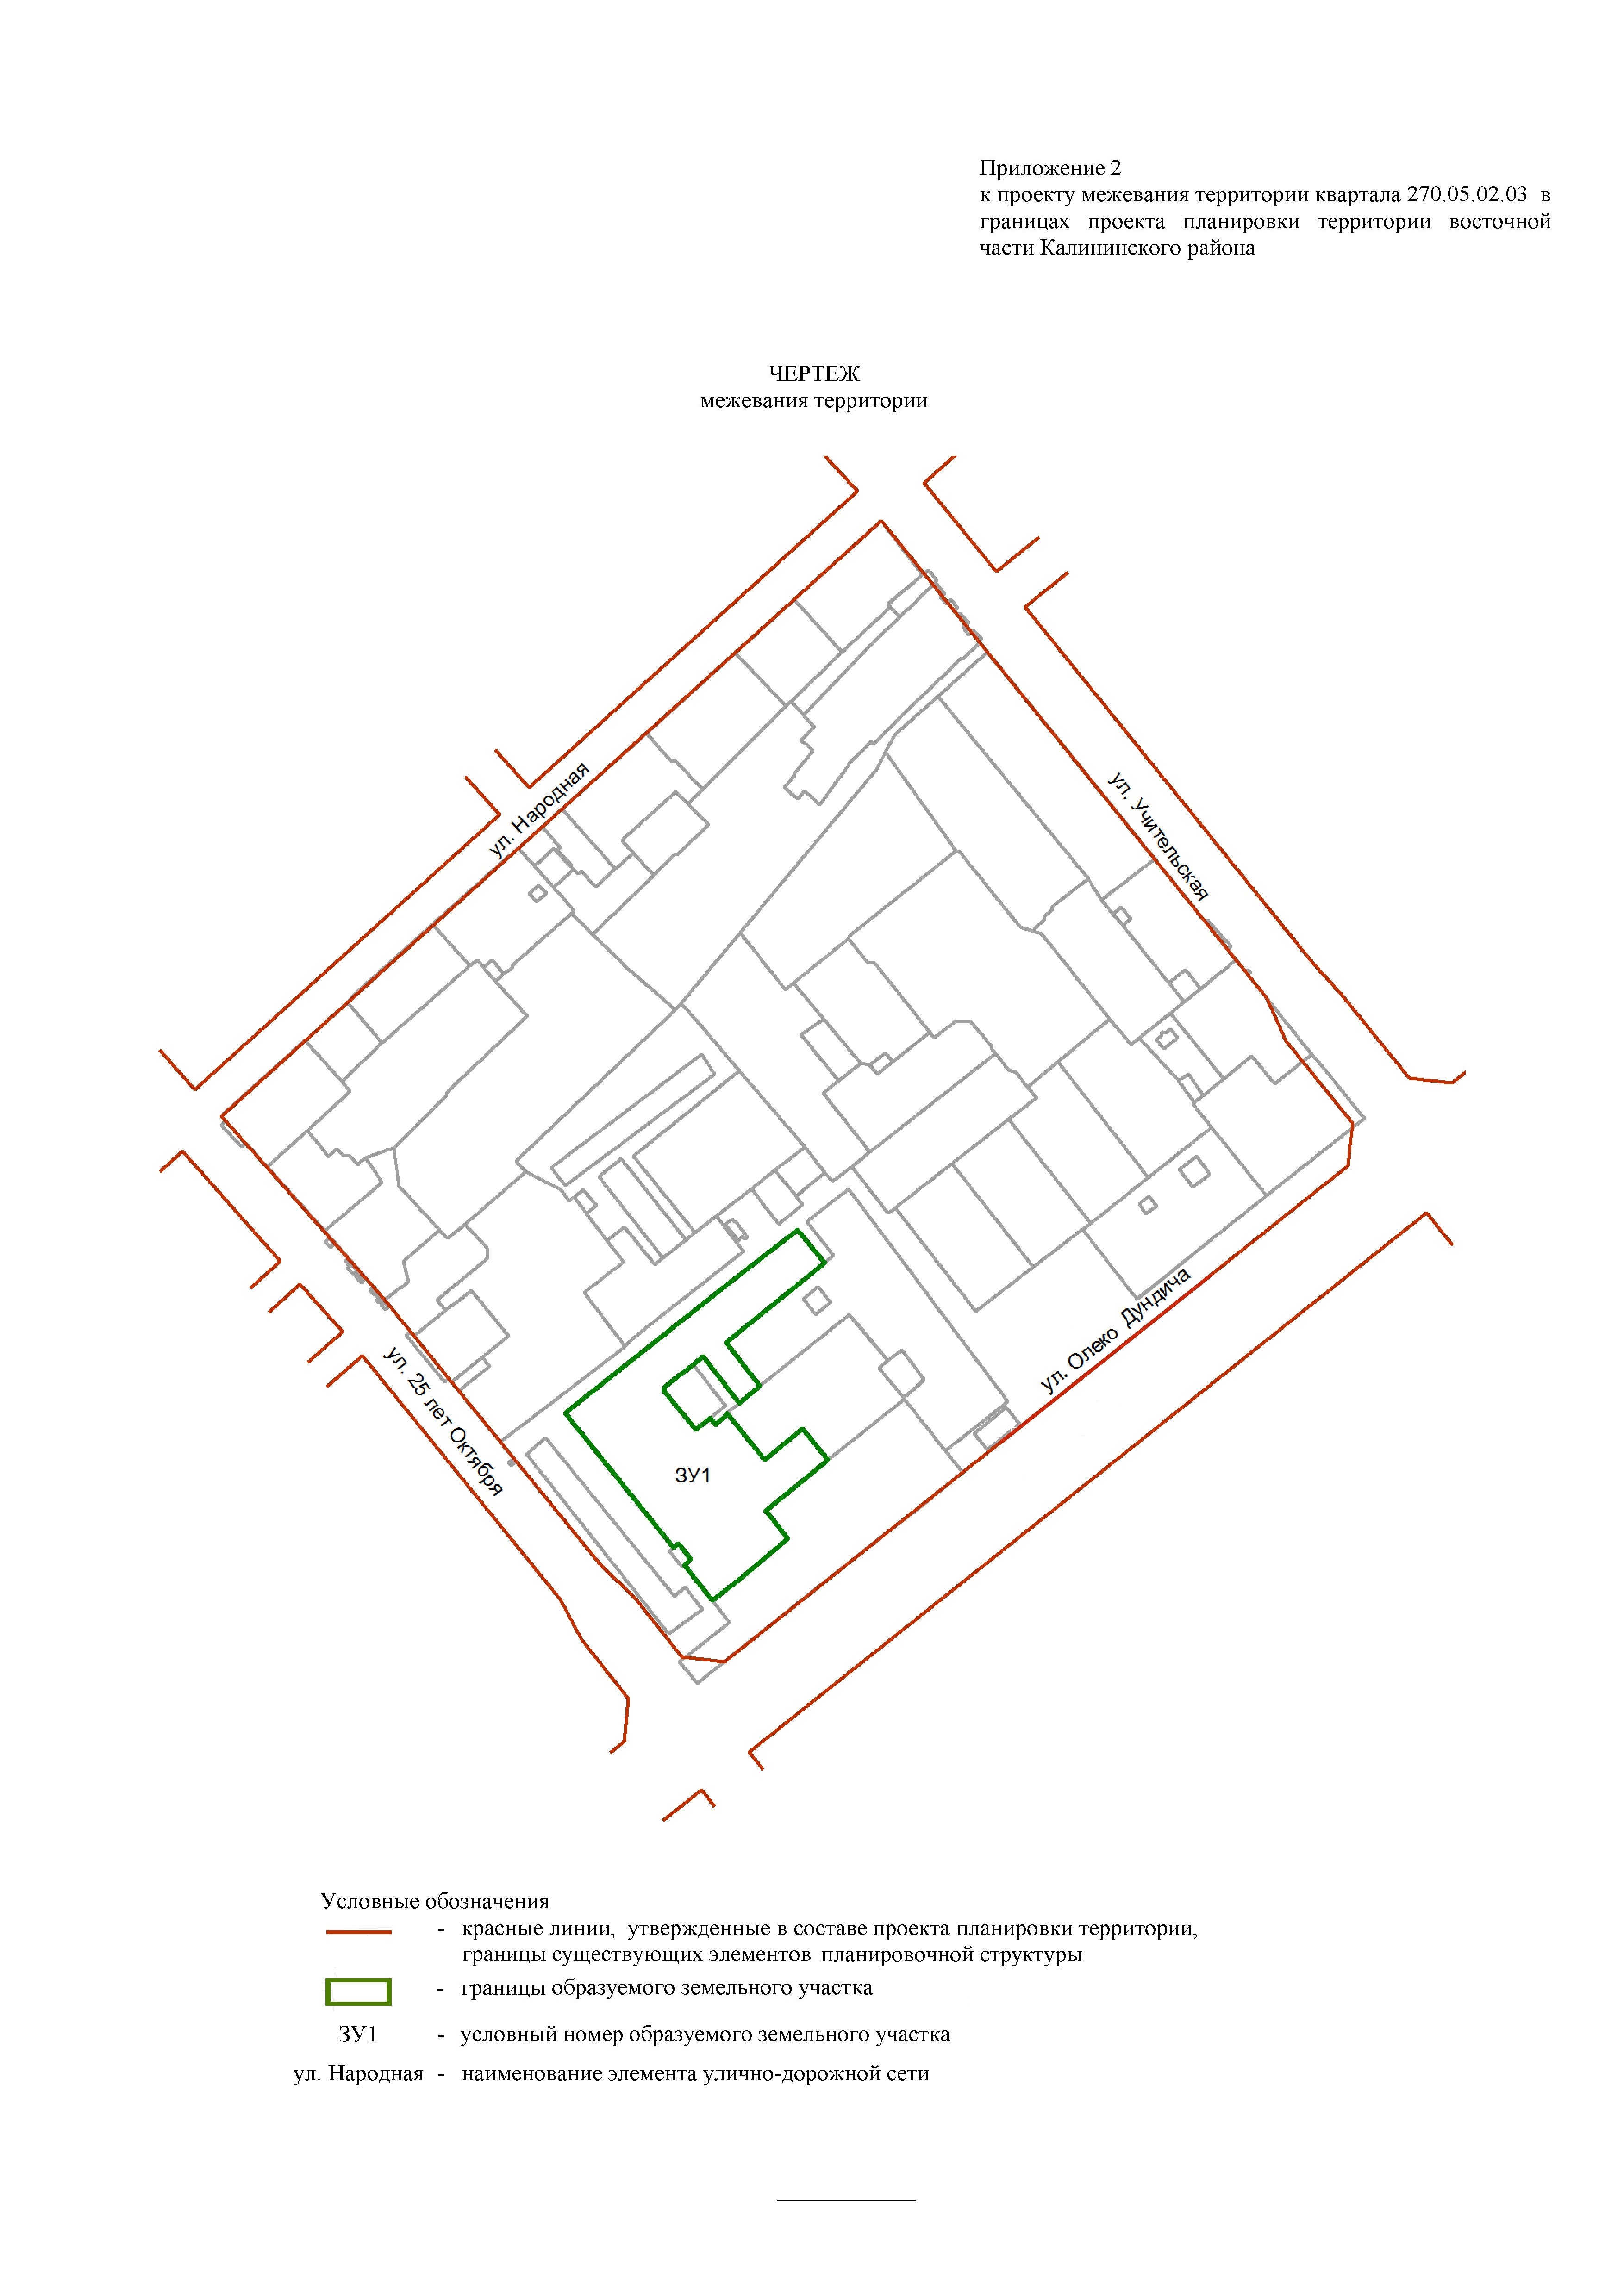 Приложение 2
к проекту межевания территории квартала 270.05.02.03 в
границах проекта планировки территории восточной
части Калининского района
ЧЕРТЕЖ
межевания территории
ул. Народная
ул. Учительская
ул. Олеко Дундича
ул. 25 лет Октября
ЗУ1
Условные обозначения
- красные линии, утвержденные в составе проекта планировки территории,
границы существующих элементов планировочной структуры
- границы образуемого земельного участка
ЗУ1 - условный номер образуемого земельного участка
ул. Народная - наименование элемента улично-дорожной сети